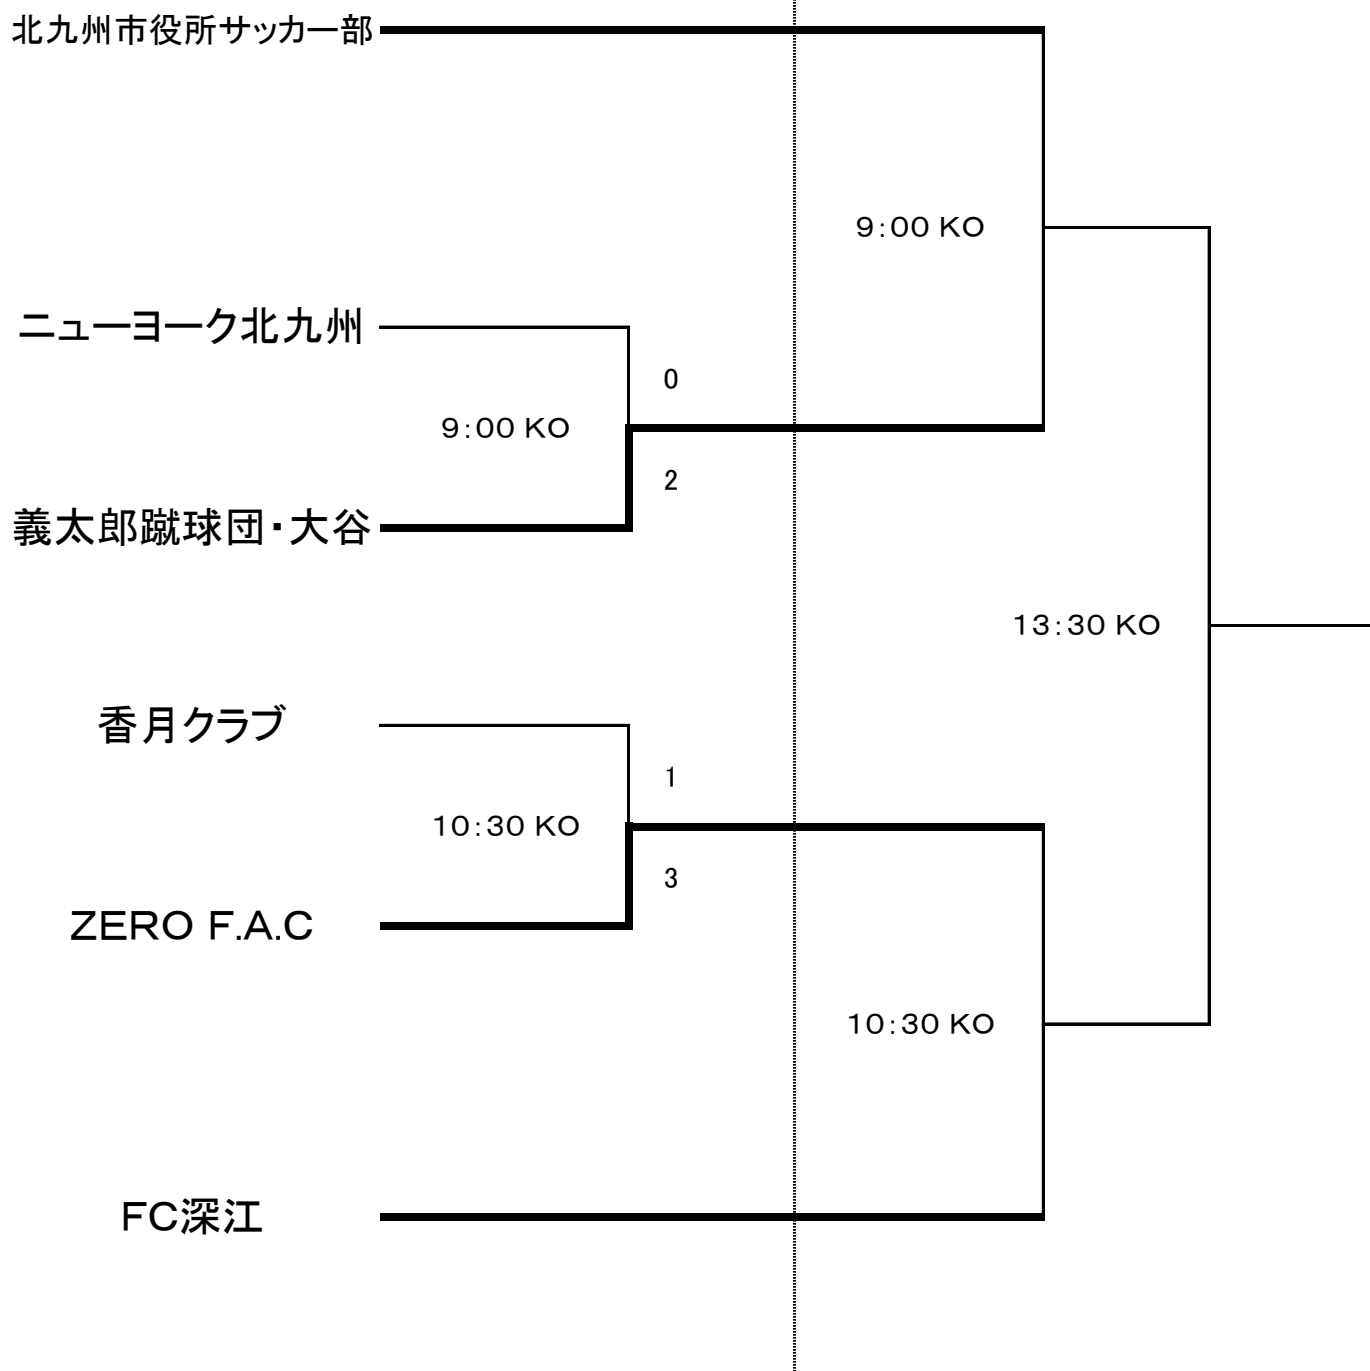 北九州市役所サッカー部
9:00 KO
ニューヨーク北九州
0
9:00 KO
2
義太郎蹴球団・大谷
13:30 KO
香月クラブ
1
10:30 KO
3
ZERO F.A.C
10:30 KO
FC深江